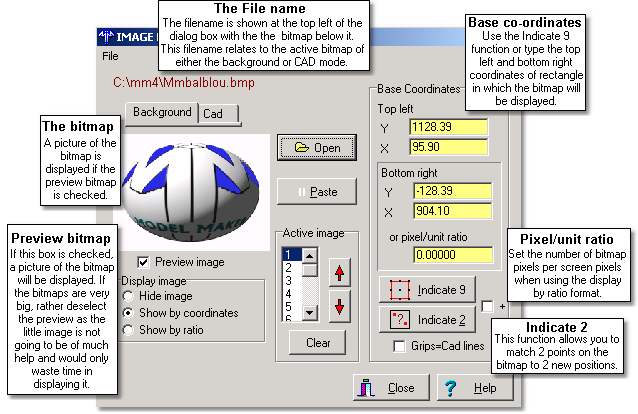 The File name
The filename is shown at the top left of the
dialog box with the the bitmap below it.
This filename relates to the active bitmap of
either the background or CAD mode.
Base co-ordinates
Use the Indicate 9
function or type the top
left and bottom right
coordinates of rectangle
in which the bitmap will
be displayed.
IMAGE
File
C:\mm4\Mmbalblou.bmp
Background
Cad
The bitmap
A picture of the
bitmap is
displayed if the
preview bitmap
is checked.
MODEL MAKE
Open
Paste
Base Coordinates
Top left
Y 1128.39
X 95.90
Bottom right
Y -128.39
X 904.10
or pixel/unit ratio
0.00000
Preview bitmap
If this box is checked,
a picture of the bitmap
will be displayed. If
the bitmaps are very
big, rather deselect
the preview as the
little image is not
going to be of much
help and would only
waste time in
displaying it.
Preview image
Display image
Hide image
Show by coordinates
Show by ratio
Active image
1
2
3
4
5
6
Clear
Indicate 9
Indicate 2
+
Grips=Cad lines
Close
Help
Pixel/unit ratio
Set the number of bitmap
pixels per screen pixels
when using the display
by ratio format.
Indicate 2
This function allows you to
match 2 points on the
bitmap to 2 new positions.